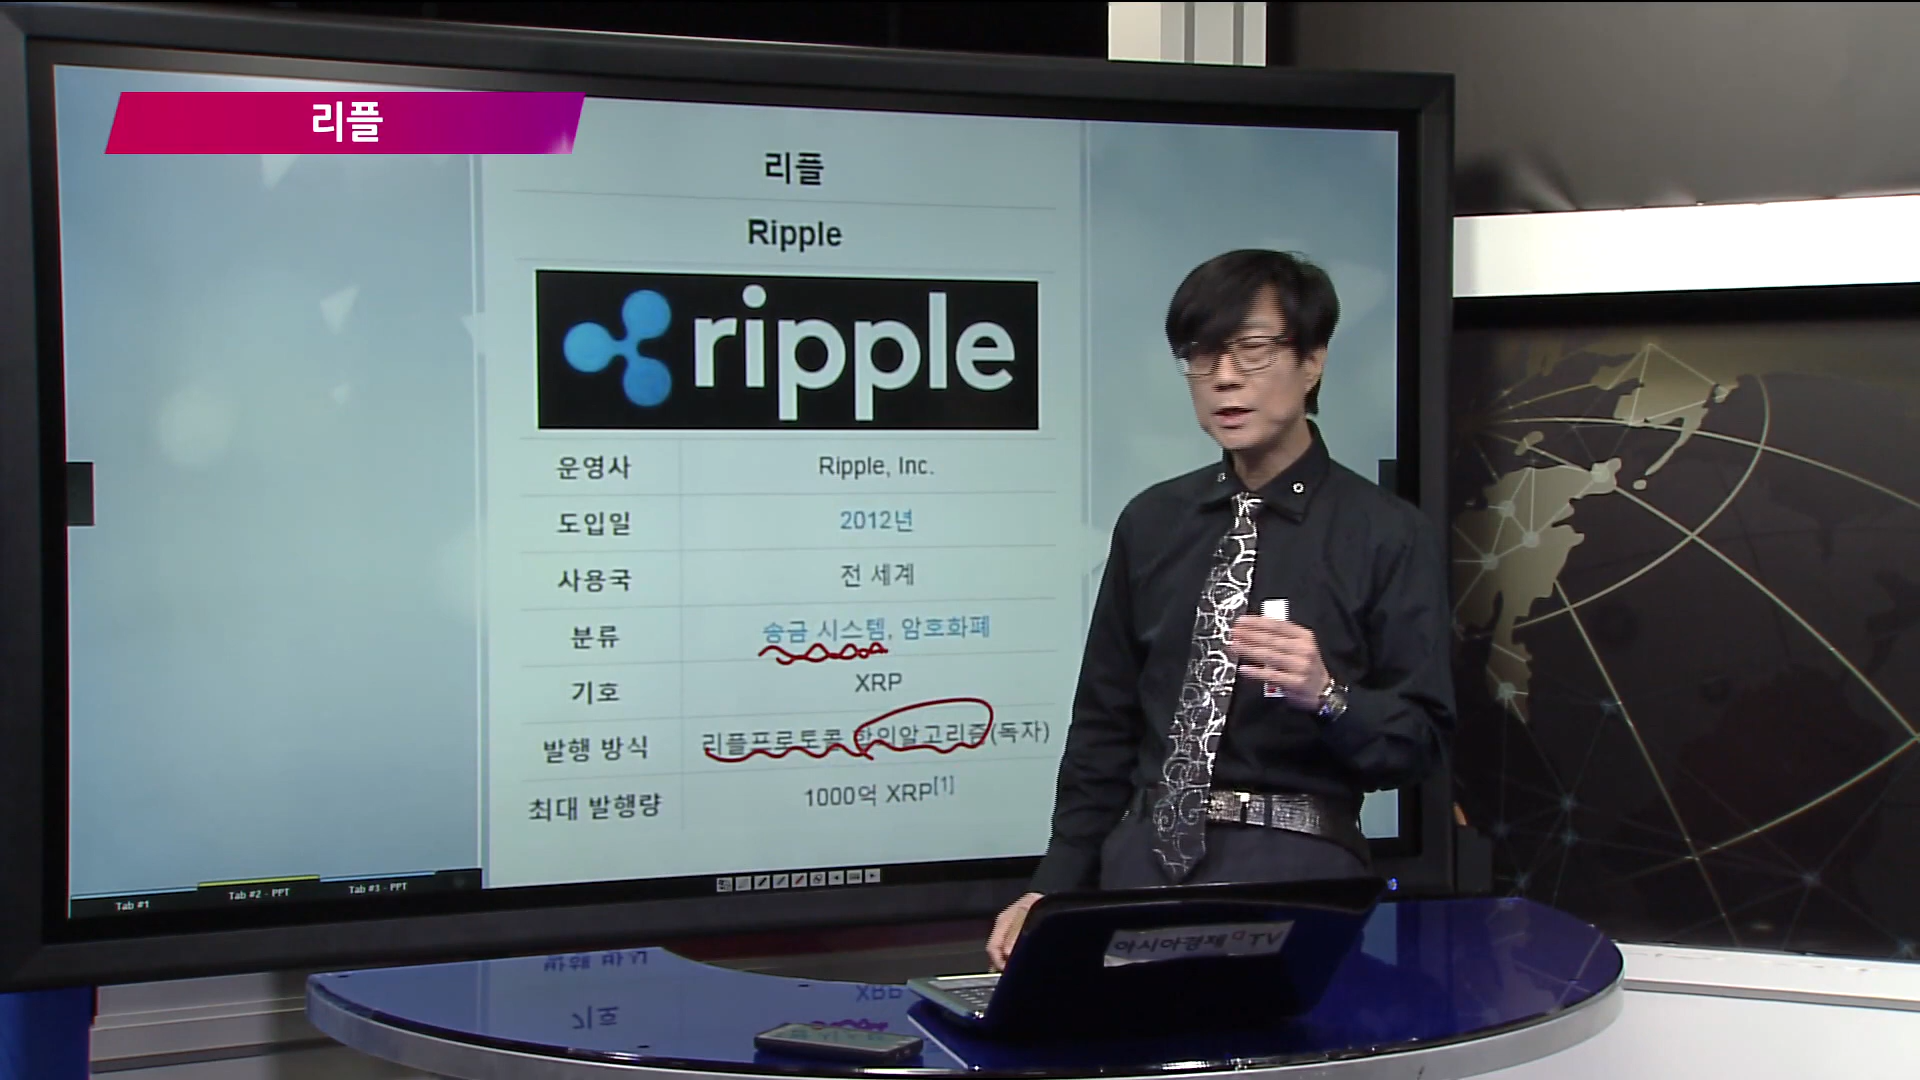 리플
리플
Ripple
ripple
운영사 Ripple, Inc.
도입일 2012년
사용국 전 세계
분류 송금 시스템, 암호화폐
기호 XRP
발행 방식 리플프로토콜 합의알고리즘(독자)
최대 발행량 1000억 XRP[1]
Tab #1 Tab #2 - PPT Tab #3 - PPT
아시아경제 TV